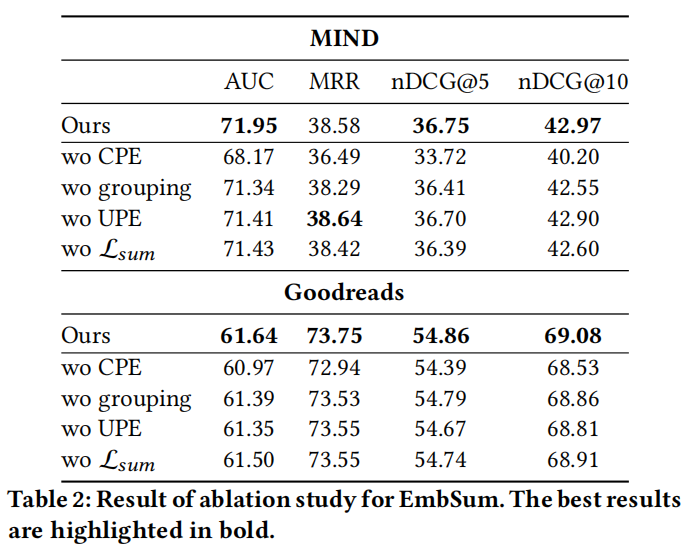 MIND
AUC MRR nDCG@5 nDCG@10
Ours 71.95 38.58 36.75 42.97
wo CPE 68.17 36.49 33.72 40.20
wo grouping 71.34 38.29 36.41 42.55
wo UPE 71.41 38.64 36.70 42.90
wo ℒsum 71.43 38.42 36.39 42.60
Goodreads
Ours 61.64 73.75 54.86 69.08
wo CPE 60.97 72.94 54.39 68.53
wo grouping 61.39 73.53 54.79 68.86
wo UPE 61.35 73.55 54.67 68.81
wo ℒsum 61.50 73.55 54.74 68.91
Table 2: Result of ablation study for EmbSum. The best results
are highlighted in bold.